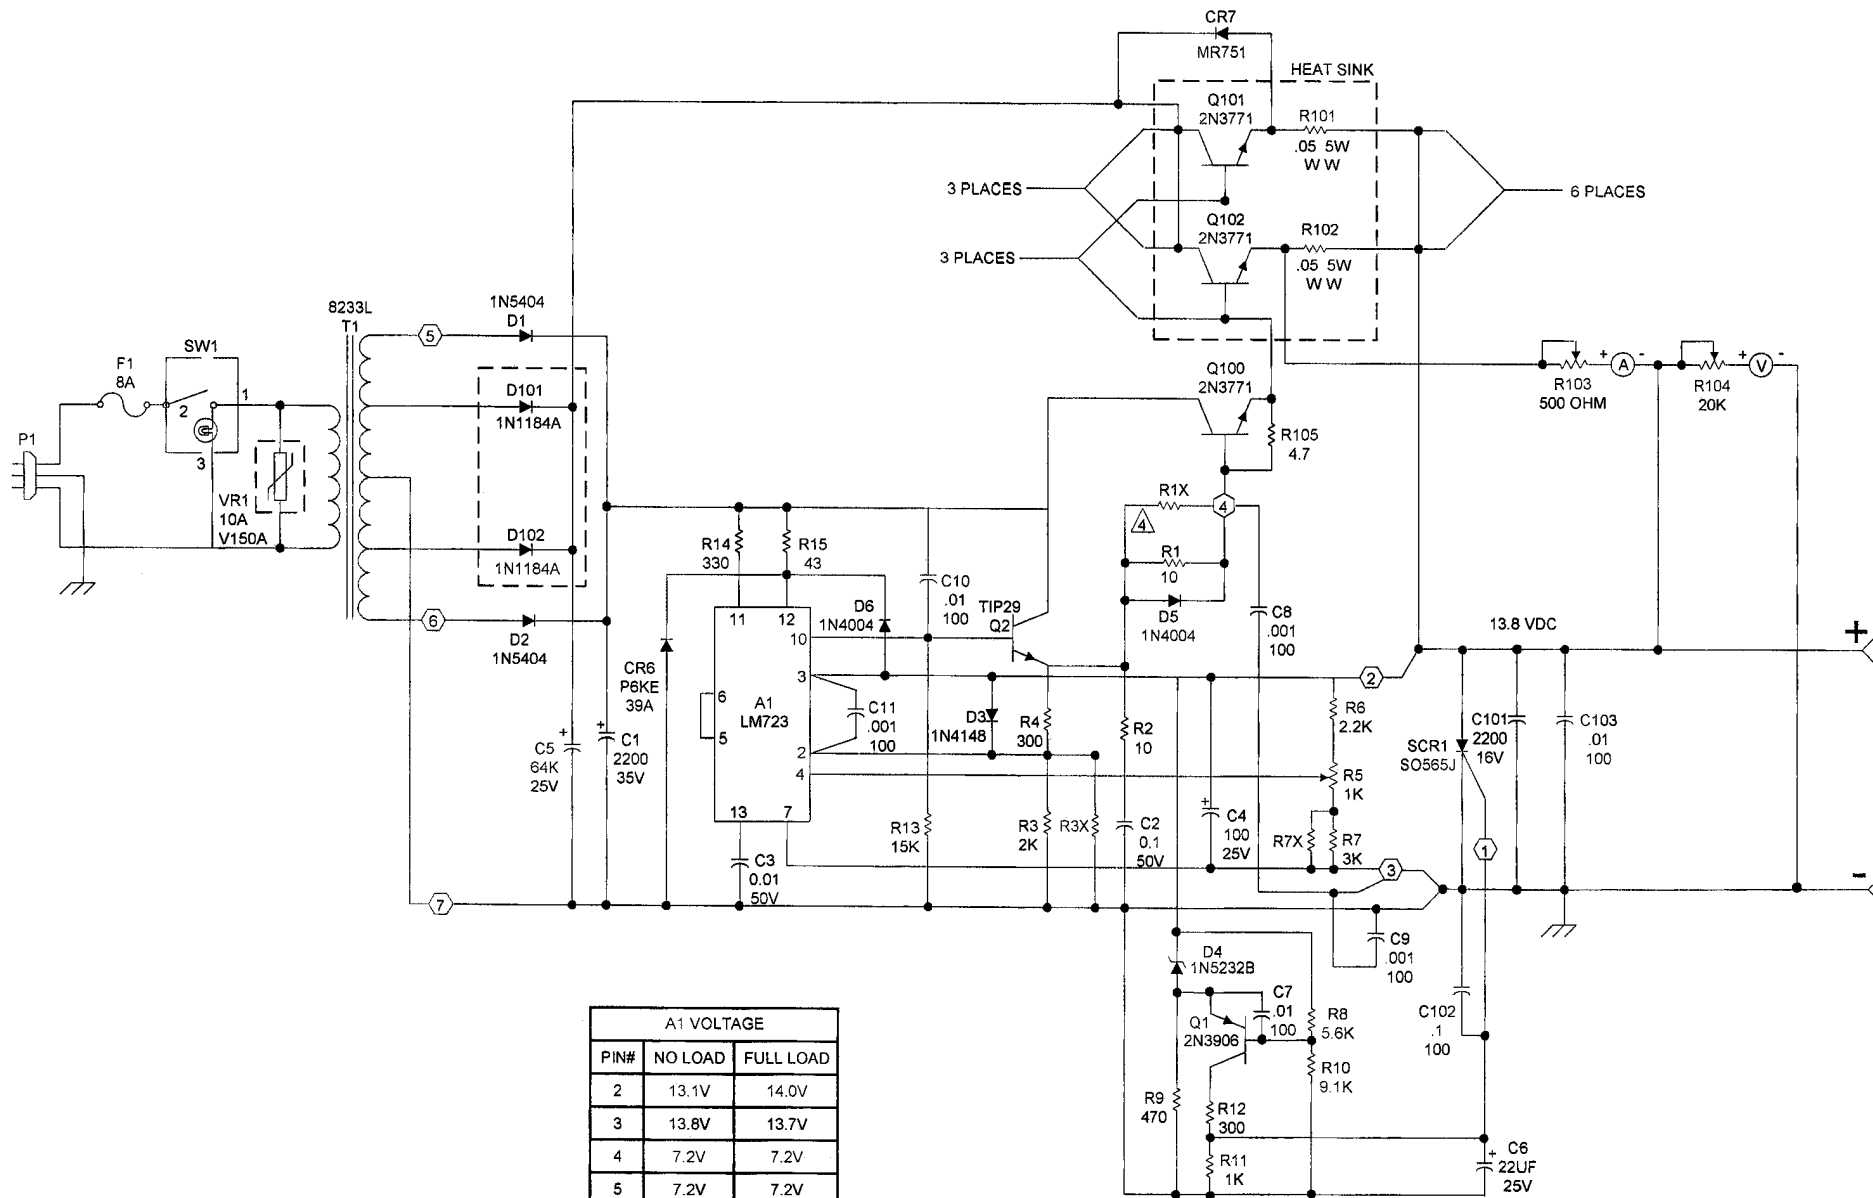 CR7
MR751
HEAT SINK
Q101
2N3771
R101
.05 5W
W W
3 PLACES
6 PLACES
Q102
2N3771
R102
.05 5W
W W
3 PLACES
8233L
T1
1N5404
D1
5
F1
8A
SW1
1
2
3
P1
VR1
10A
V150A
D101
1N1184A
D102
1N1184A
6
D2
1N5404
7
Q100
2N3771
R105
4.7
R103
500 OHM
+ A -
R104
20K
+ V -
R1X
4
4
R1
10
D5
1N4004
R14
330
R15
43
C10
.01
100
TIP29
Q2
D6
1N4004
C8
.001
100
13.8 VDC
+
11
12
10
3
6
5
A1
LM723
2
4
13
7
CR6
P6KE
39A
C11
.001
100
D3
1N4148
R4
300
R2
10
2
R6
2.2K
R5
1K
SCR1
SO565J
C101
2200
16V
C103
.01
100
+
C5
64K
25V
+
C1
2200
35V
C3
0.01
50V
R13
15K
R3
2K
R3X
C2
0.1
50V
+
C4
100
25V
R7X
R7
3K
3
1
-
C9
.001
100
D4
1N5232B
C7
.01
100
Q1
2N3906
R8
5.6K
R10
9.1K
C102
.1
100
R9
470
R12
300
R11
1K
+
C6
22UF
25V
A1 VOLTAGE
PIN# NO LOAD FULL LOAD
2 13.1V 14.0V
3 13.8V 13.7V
4 7.2V 7.2V
5 7.2V 7.2V